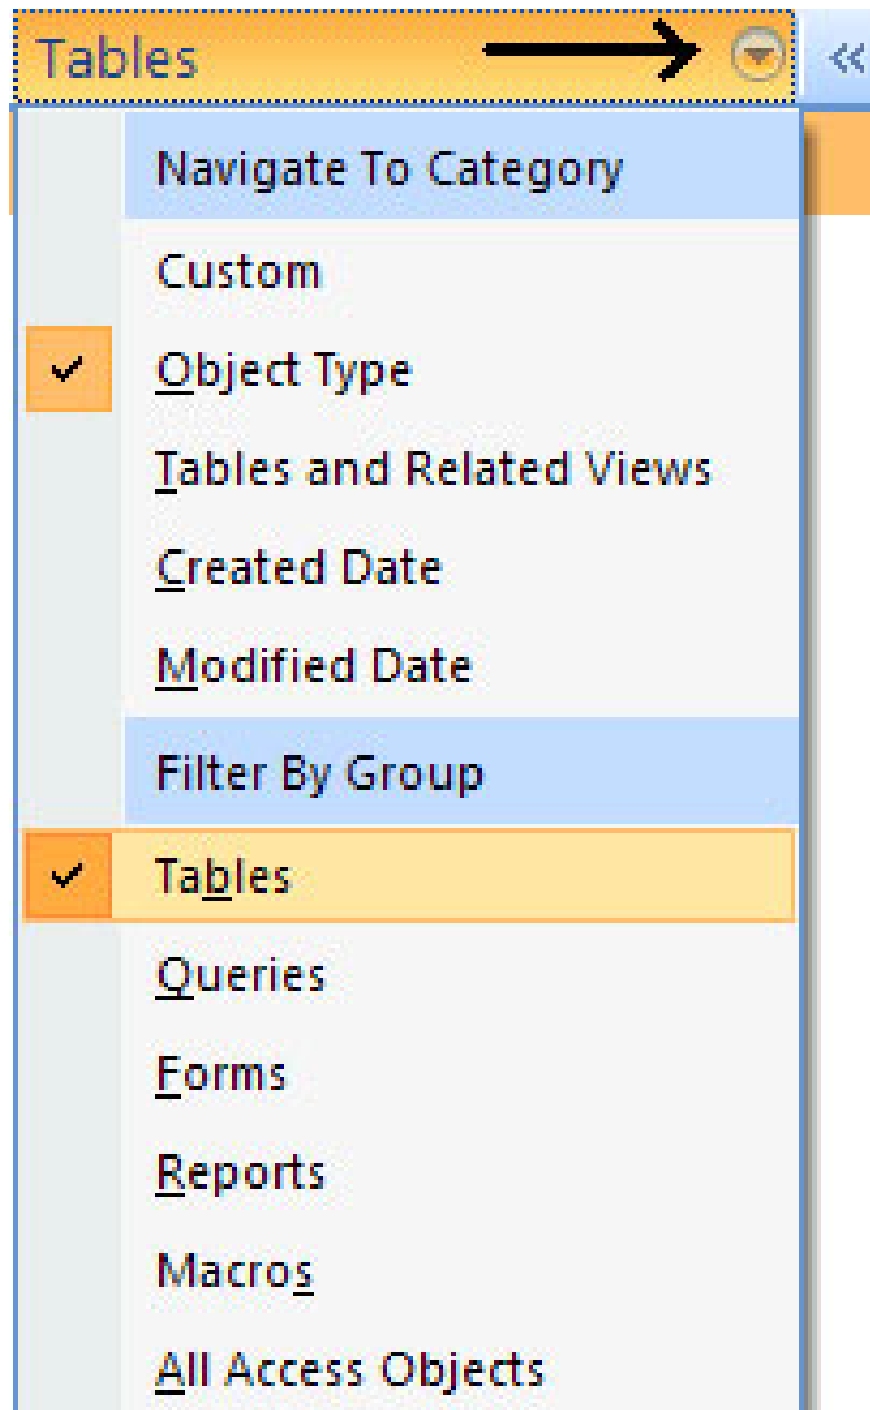 Tables
Navigate To Category
Custom
Object Type
Tables and Related Views
Created Date
Modified Date
Filter By Group
Tables
Queries
Forms
Reports
Macros
All Access Objects